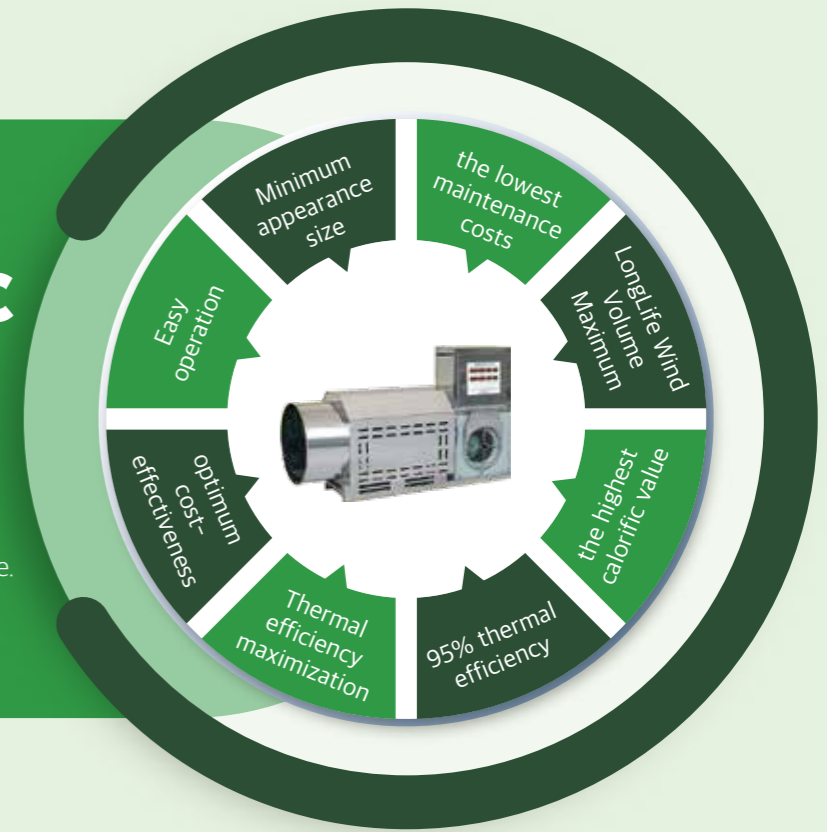 Minimum
appearance
size
the lowest
maintenance
costs
LongLife Wind
Volume
Maximum
the highest
calorific value
95% thermal
efficiency
Thermal
efficiency
maximization
optimum
cost-
effectiveness
Easy
operation
c
e.